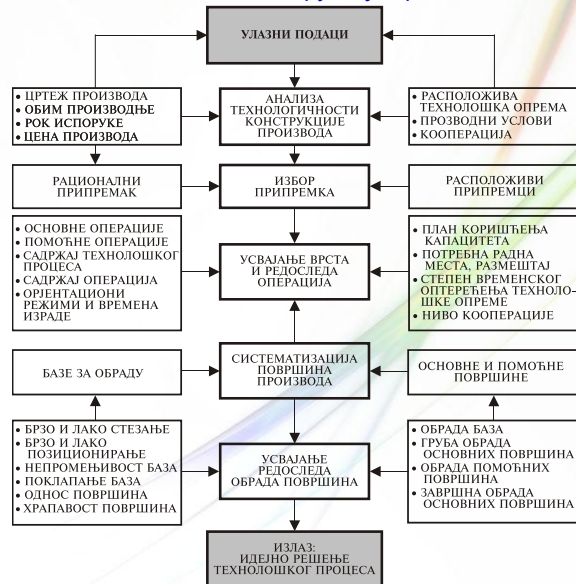 УЛАЗНИ ПОДАЦИ
• ЦРТЕЖ ПРОИЗВОДА
• ОБИМ ПРОИЗВОДЊЕ
• РОК ИСПОРУКЕ
• ЦЕНА ПРОИЗВОДА
АНАЛИЗА
ТЕХНОЛОГИЧНОСТИ
КОНСТРУКЦИЈЕ
ПРОИЗВОДА
• РАСПОЛОЖИВА
ТЕХНОЛОШКА ОПРЕМА
• ПРОЗВОДНИ УСЛОВИ
• КООПЕРАЦИЈА
РАЦИОНАЛНИ
ПРИПРЕМАК
ИЗБОР
ПРИПРЕМКА
РАСПОЛОЖИВИ
ПРИПРЕМЦИ
• ОСНОВНЕ ОПЕРАЦИЈЕ
• ПОМОЋНЕ ОПЕРАЦИЈЕ
• САДРЖАЈ ТЕХНОЛОШКОГ
ПРОЦЕСА
• САДРЖАЈ ОПЕРАЦИЈА
• ОРЈЕНТАЦИОНИ
РЕЖИМИ И ВРЕМЕНА
ИЗРАДЕ
УСВАЈАЊЕ ВРСТА
И РЕДОСЛЕДА
ОПЕРАЦИЈА
• ПЛАН КОРИШЋЕЊА
КАПАЦИТЕТА
• ПОТРЕБНА РАДНА
МЕСТА, РАЗМЕШТАЈ
• СТЕПЕН ВРЕМЕНСКОГ
ОПТЕРЕЋЕЊА ТЕХНОЛО-
ШКЕ ОПРЕМЕ
• НИВО КООПЕРАЦИЈЕ
БАЗЕ ЗА ОБРАДУ
СИСТЕМАТИЗАЦИЈА
ПОВРШИНА
ПРОИЗВОДА
ОСНОВНЕ И ПОМОЋНЕ
ПОВРШИНЕ
• БРЗО И ЛАКО СТЕЗАЊЕ
• БРЗО И ЛАКО
ПОЗИЦИОНИРАЊЕ
• НЕПРОМЕЊИВОСТ БАЗА
• ПОКЛАПАЊЕ БАЗА
• ОДНОС ПОВРШИНА
• ХРАПАВОСТ ПОВРШИНА
УСВАЈАЊЕ
РЕДОСЛЕДА
ОБРАДА ПОВРШИНА
• ОБРАДА БАЗА
• ГРУБА ОБРАДА
ОСНОВНИХ ПОВРШИНА
• ОБРАДА ПОМОЋНИХ
ПОВРШИНА
• ЗАВРШНА ОБРАДА
ОСНОВНИХ ПОВРШИНА
ИЗЛАЗ:
ИДЕЈНО РЕШЕЊЕ
ТЕХНОЛОШКОГ ПРОЦЕСА